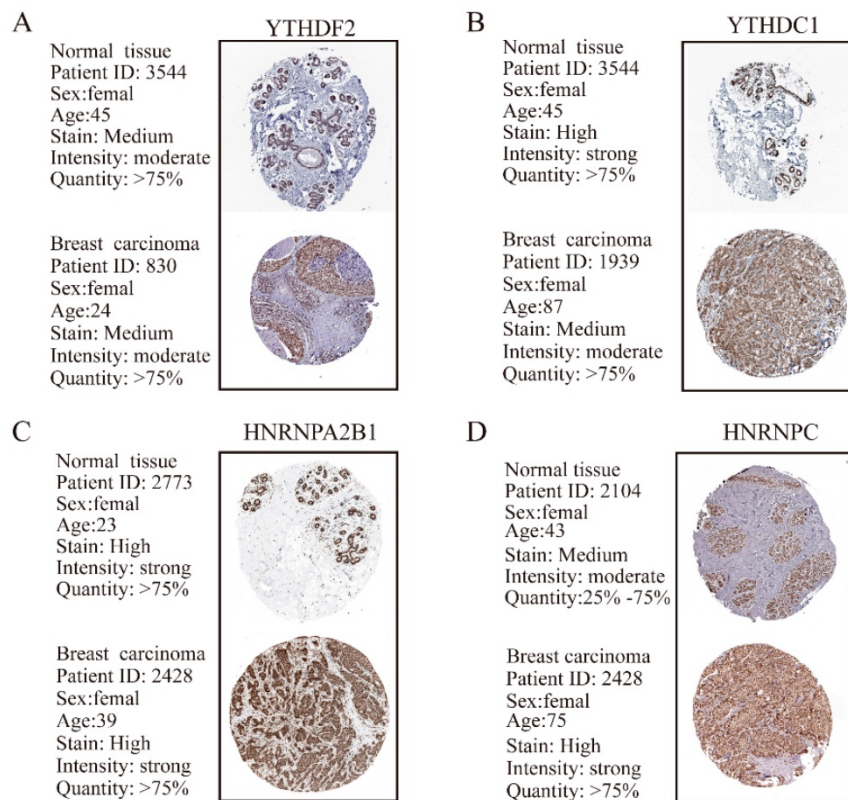 A
YTHDF2
Normal tissue
Patient ID: 3544
Sex:femal
Age:45
Stain: Medium
Intensity: moderate
Quantity: >75%
Breast carcinoma
Patient ID: 830
Sex:femal
Age:24
Stain: Medium
Intensity: moderate
Quantity: >75%
B
YTHDC1
Normal tissue
Patient ID: 3544
Sex:femal
Age:45
Stain: High
Intensity: strong
Quantity: >75%
Breast carcinoma
Patient ID: 1939
Sex:femal
Age:87
Stain: Medium
Intensity: moderate
Quantity: >75%
C
HNRNPA2B1
Normal tissue
Patient ID: 2773
Sex:femal
Age:23
Stain: High
Intensity: strong
Quantity: >75%
Breast carcinoma
Patient ID: 2428
Sex:femal
Age:39
Stain: High
Intensity: strong
Quantity: >75%
D
HNRNPC
Normal tissue
Patient ID: 2104
Sex:femal
Age:43
Stain: Medium
Intensity: moderate
Quantity:25% -75%
Breast carcinoma
Patient ID: 2428
Sex:femal
Age:75
Stain: High
Intensity: strong
Quantity: >75%